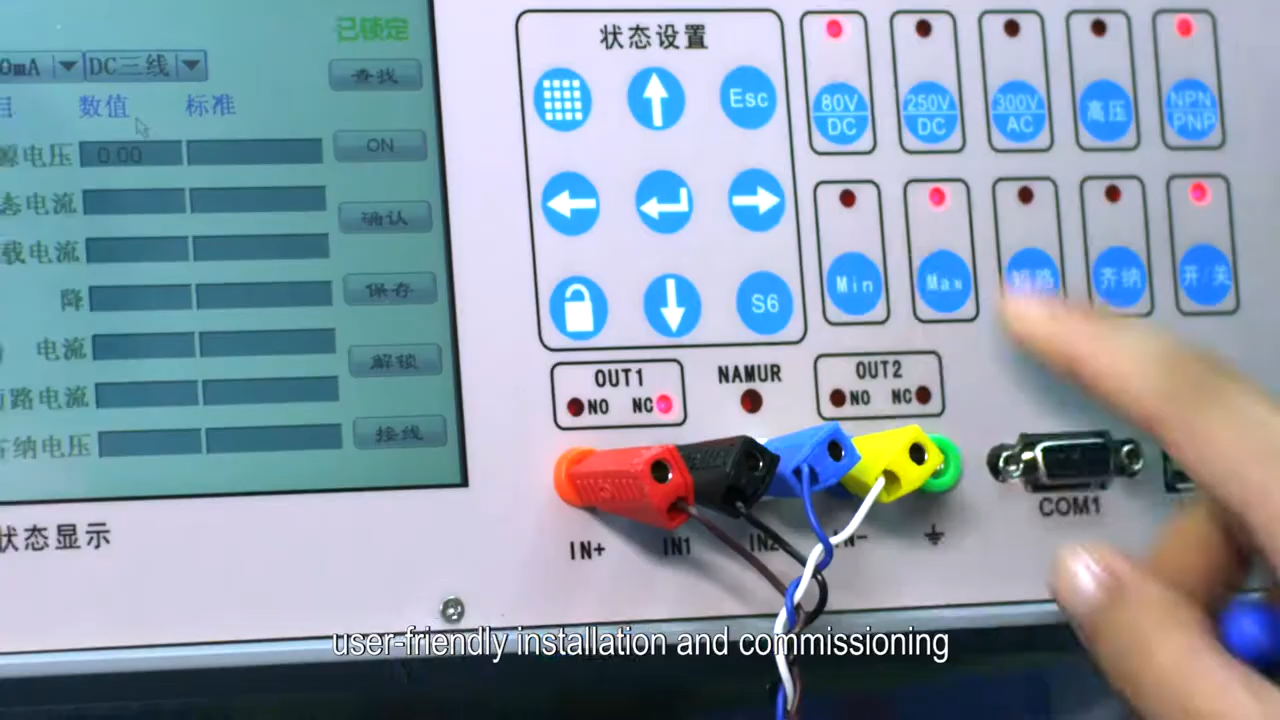 已锁定
0mA DC三线
查找
目 数值 标准
源电压 0.00
ON
态电流
确认
载电流
降
保存
电流
解锁
路电流
齐纳电压
接线
状态显示
状态设置
Esc
S6
80V DC
250V DC
300V AC
高压
NPN PNP
Min
Max
短路
齐纳
开/关
OUT1
NO NC
NAMUR
OUT2
NO NC
IN+
IN1
IN2
IN-
COM1
user-friendly installation and commissioning